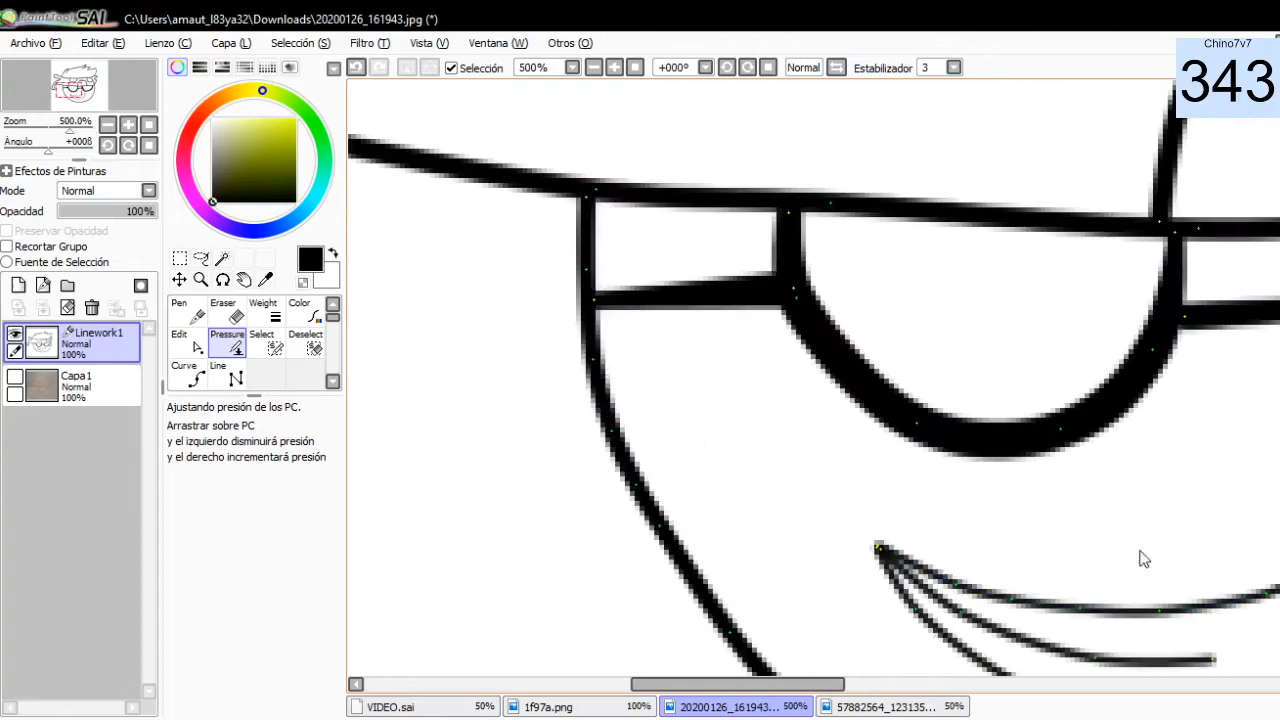 PaintTool SAI C:\Users\amaut_l83ya32\Downloads\20200126_161943.jpg (*)
Archivo (F) Editar (E) Lienzo (C) Capa (L) Selección (S) Filtro (T) Vista (V) Ventana (W) Otros (O)
Chino7v7
343
Selección 500% +000º Normal Estabilizador 3
Zoom 500.0%
Ángulo +000ß
Efectos de Pinturas
Mode Normal
Opacidad 100%
Preservar Opacidad
Recortar Grupo
Fuente de Selección
Linework1
Normal
100%
Capa1
Normal
100%
Pen Eraser Weight Color
Edit Pressure Select Deselect
Curve Line
Ajustando presión de los PC.
Arrastrar sobre PC
y el izquierdo disminuirá presión
y el derecho incrementará presión
VIDEO.sai 50% 1f97a.png 100% 20200126_161943... 500% 57882564_123135... 50%